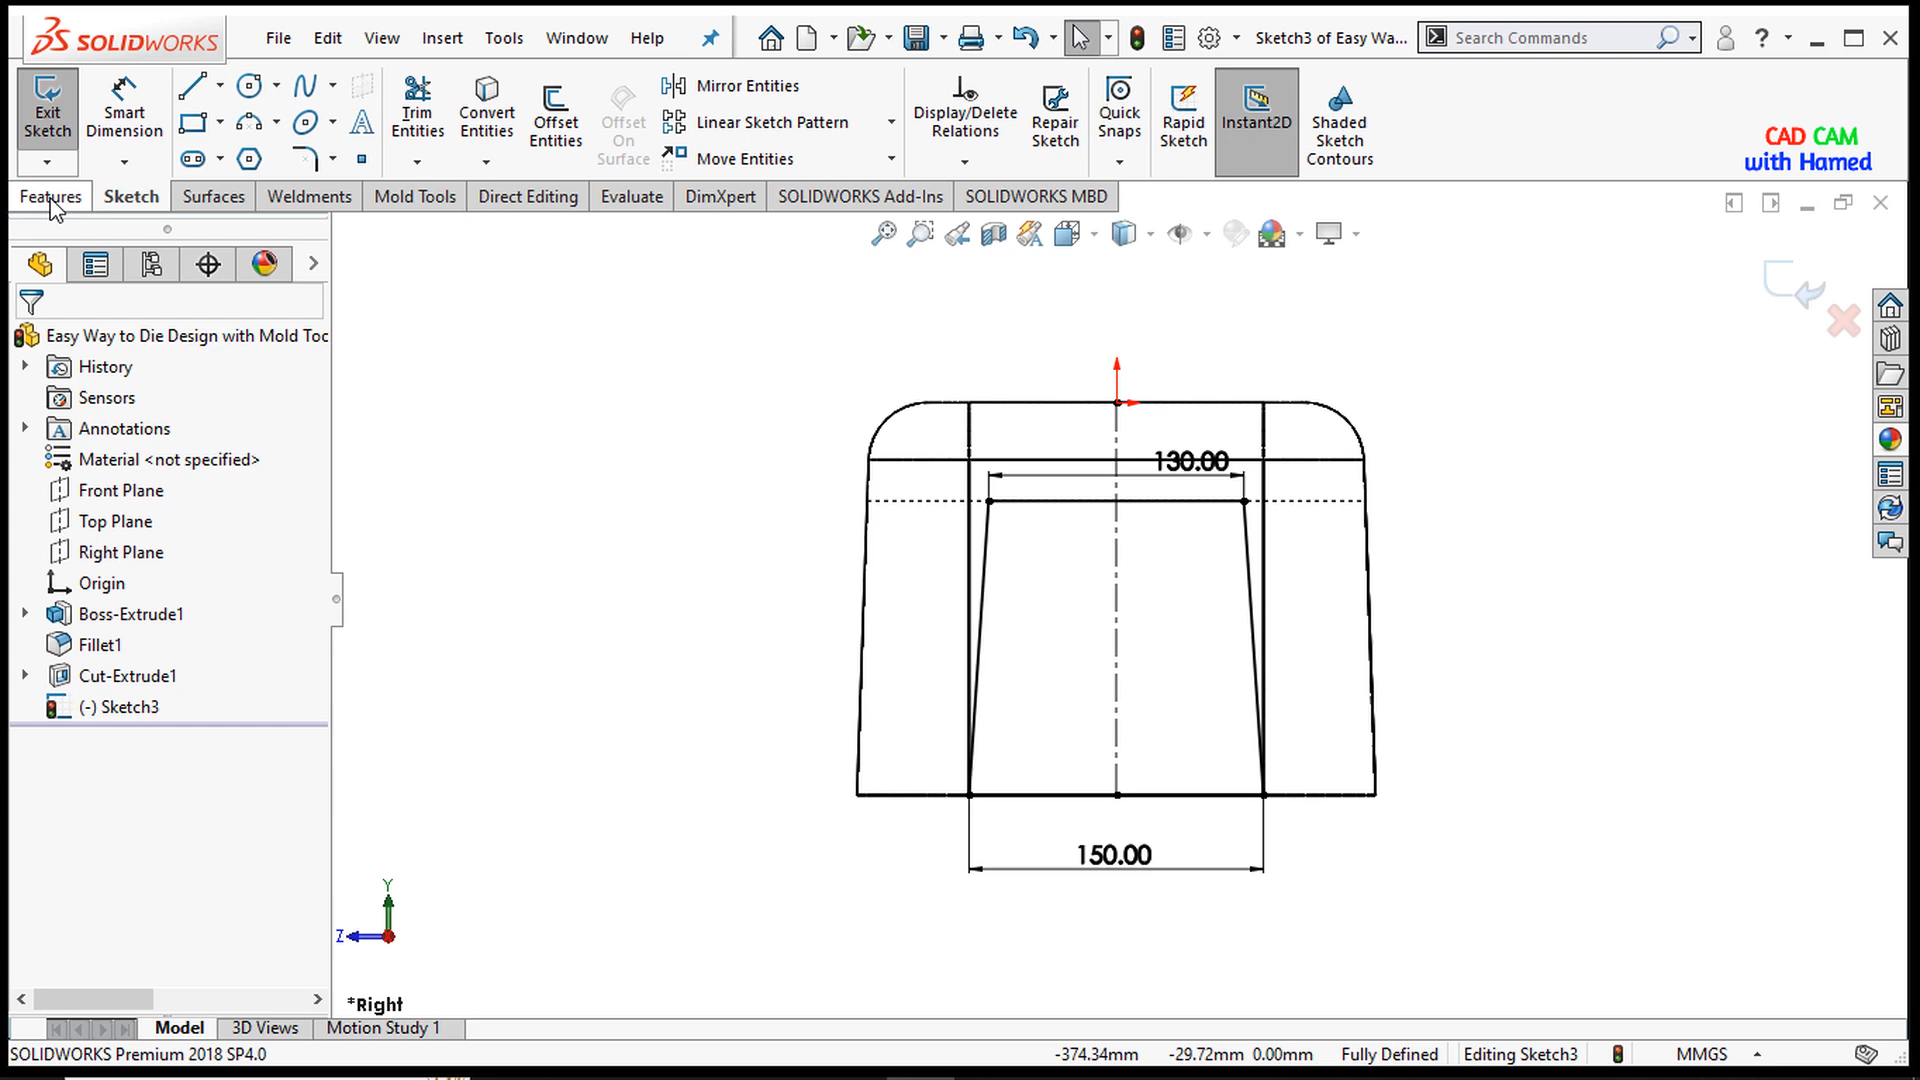 SOLIDWORKS File Edit View Insert Tools Window Help Sketch3 of Easy Wa... Search Commands ?
Exit Sketch
Smart Dimension
Trim Entities
Convert Entities
Offset Entities
Offset On Surface
Mirror Entities
Linear Sketch Pattern
Move Entities
Display/Delete Relations
Repair Sketch
Quick Snaps
Rapid Sketch
Instant2D
Shaded Sketch Contours
CAD CAM
with Hamed
Features Sketch Surfaces Weldments Mold Tools Direct Editing Evaluate DimXpert SOLIDWORKS Add-Ins SOLIDWORKS MBD
Easy Way to Die Design with Mold Too
History
Sensors
Annotations
Material <not specified>
Front Plane
Top Plane
Right Plane
Origin
Boss-Extrude1
Fillet1
Cut-Extrude1
(-) Sketch3
130.00
150.00
Y
Z
*Right
Model 3D Views Motion Study 1
SOLIDWORKS Premium 2018 SP4.0 -374.34mm -29.72mm 0.00mm Fully Defined Editing Sketch3 MMGS